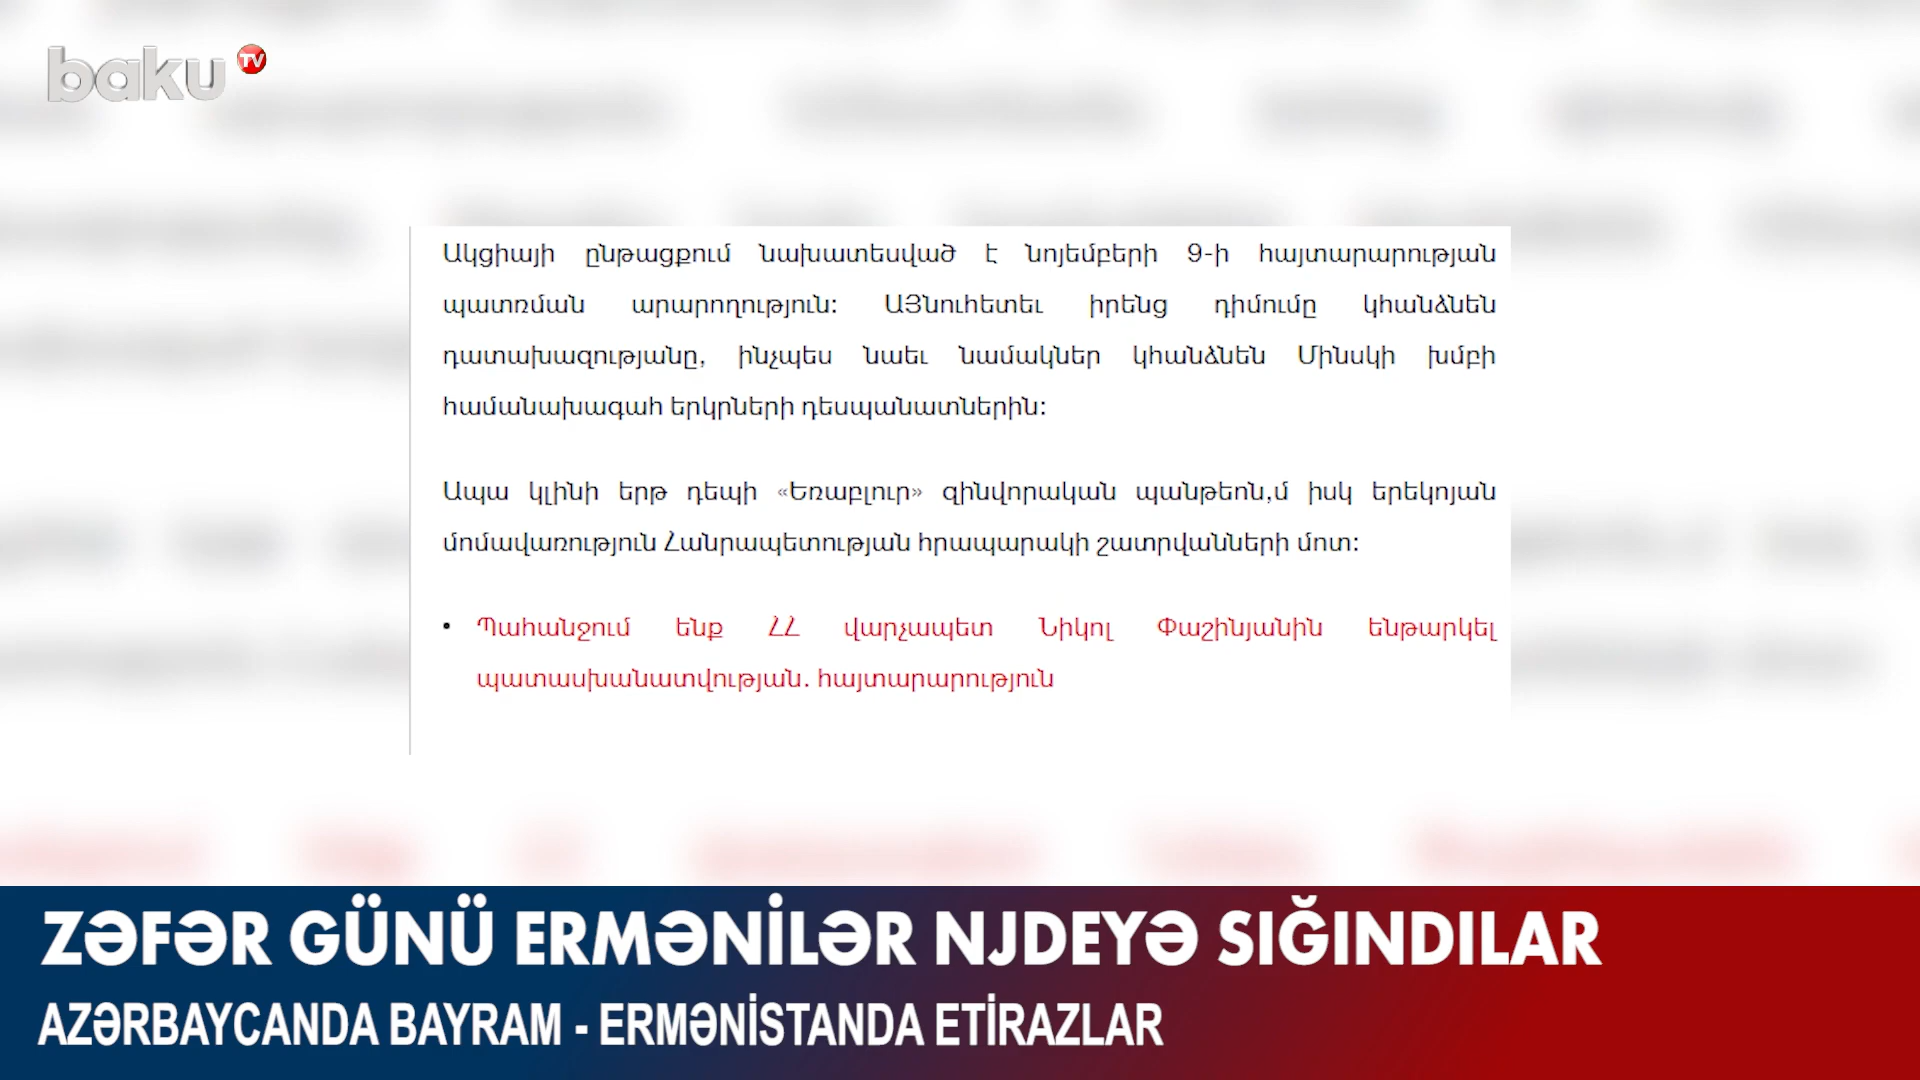 baku TV
Ակցիայի ընթացքում նախատեսված է նոյեմբերի 9-ի հայտարարության
պատռման արարողություն: ԱՅնուհետեւ իրենց դիմումը կհանձնեն
դատախազությանը, ինչպես նաեւ նամակներ կհանձնեն Մինսկի խմբի
համանախագահ երկրների դեսպանատներին:
Ապա կլինի երթ դեպի «Եռաբլուր» զինվորական պանթեոն,մ իսկ երեկոյան
մոմավառություն Հանրապետության հրապարակի շատրվանների մոտ:
• Պահանջում ենք ՀՀ վարչապետ Նիկոլ Փաշինյանին ենթարկել
պատասխանատվության. հայտարարություն
ZƏFƏR GÜNÜ ERMƏNİLƏR NJDEYƏ SIĞINDILAR
AZƏRBAYCANDA BAYRAM - ERMƏNİSTANDA ETİRAZLAR